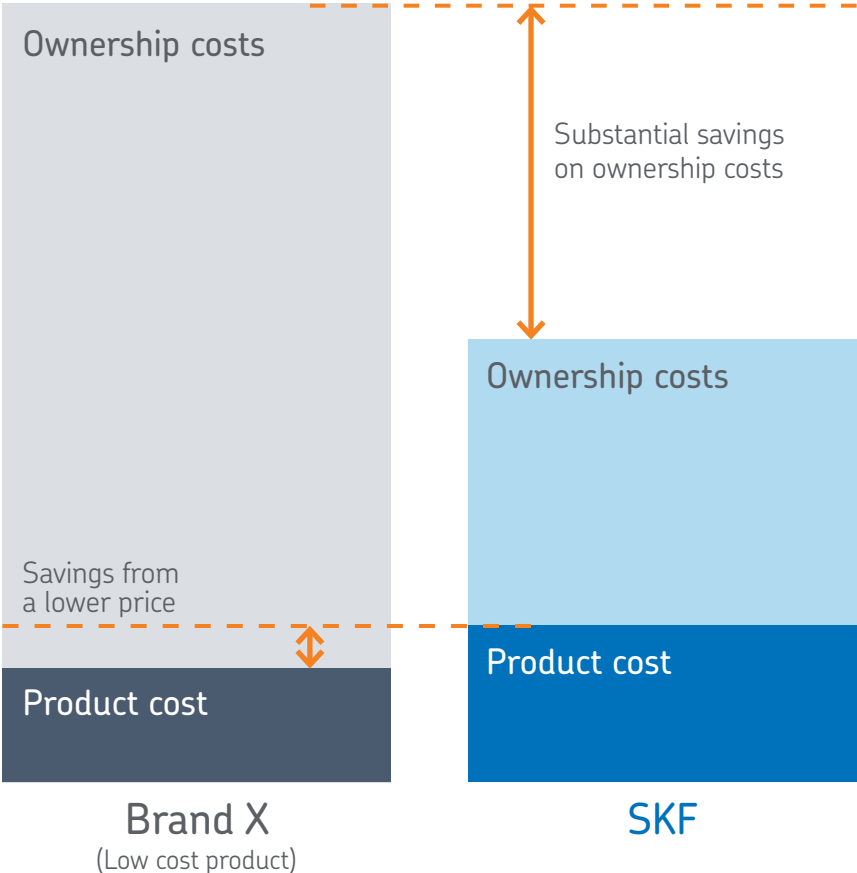 Ownership costs
Substantial savings
on ownership costs
Ownership costs
Savings from
a lower price
Product cost
Product cost
Brand X
(Low cost product)
SKF